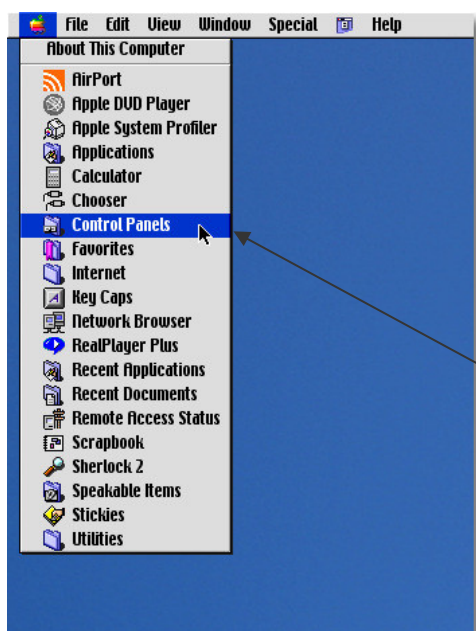 File Edit View Window Special Help
About This Computer
AirPort
Apple DVD Player
Apple System Profiler
Applications
Calculator
Chooser
Control Panels
Favorites
Internet
Key Caps
Network Browser
RealPlayer Plus
Recent Applications
Recent Documents
Remote Access Status
Scrapbook
Sherlock 2
Speakable Items
Stickies
Utilities